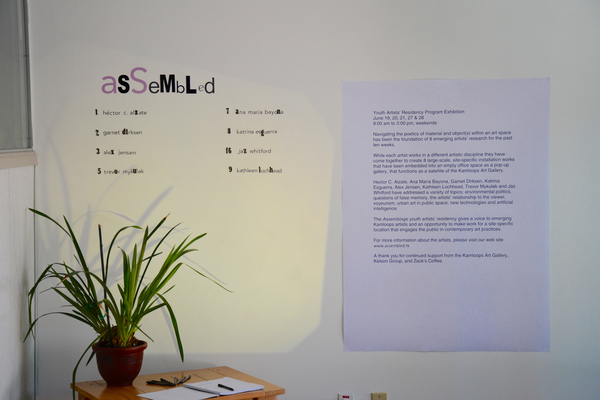 aSSeMbLed
1 héctor c. alzate
2 garnet dirksen
3 alex jensen
5 trevor mykalak
7 ana maria bayona
8 katrina ezguerra
16 jaz whitford
9 kathleen lochhead
Youth Artists' Residency Program Exhibition
June 19, 20, 21, 27 & 28
9:00 am to 3:00 pm, weekends
Navigating the poetics of material and object(s) within an art space
has been the foundation of 8 emerging artists' research for the past
ten weeks.
While each artist works in a different artistic discipline they have
come together to create 8 large-scale, site-specific installation works
that have been embedded into an empty office space as a pop-up
gallery, that functions as a satellite of the Kamloops Art Gallery.
Hector C. Alzate, Ana Maria Bayona, Garnet Dirksen, Katrina
Ezguerra, Alex Jensen, Kathleen Lochhead, Trevor Mykalak and Jaz
Whitford have addressed a variety of topics: environmental politics,
questions of false memory, the artists' relationship to the viewer,
voyeurism, urban art in public space, new technologies and artificial
intelligence.
The Assemblage youth artists' residency gives a voice to emerging
Kamloops artists and an opportunity to make work for a site-specific
location that engages the public in contemporary art practices.
For more information about the artists, please visit our web site
A thank you for continued support from the Kamloops Art Gallery,
Kelson Group, and Zack's Coffee.